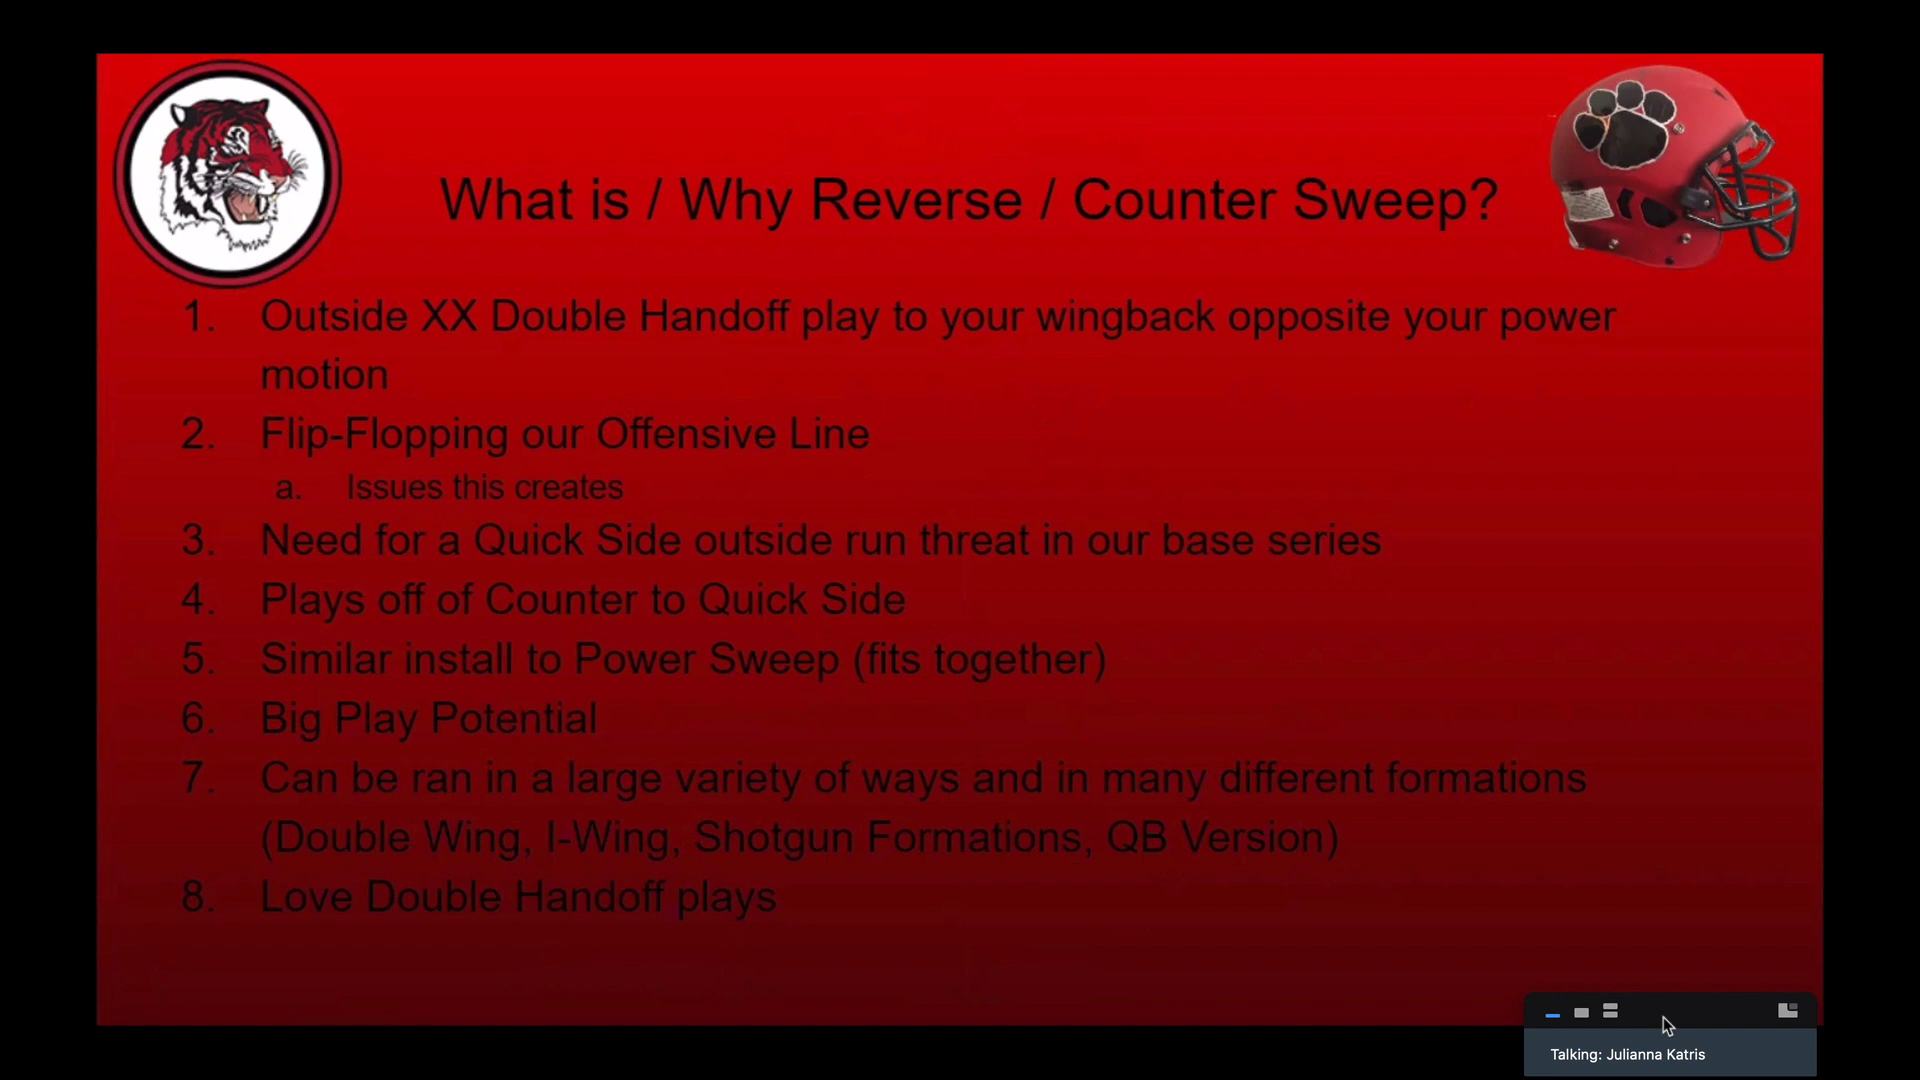 What is / Why Reverse / Counter Sweep?
1. Outside XX Double Handoff play to your wingback opposite your power
motion
2. Flip-Flopping our Offensive Line
a. Issues this creates
3. Need for a Quick Side outside run threat in our base series
4. Plays off of Counter to Quick Side
5. Similar install to Power Sweep (fits together)
6. Big Play Potential
7. Can be ran in a large variety of ways and in many different formations
(Double Wing, I-Wing, Shotgun Formations, QB Version)
8. Love Double Handoff plays
Talking: Julianna Katris